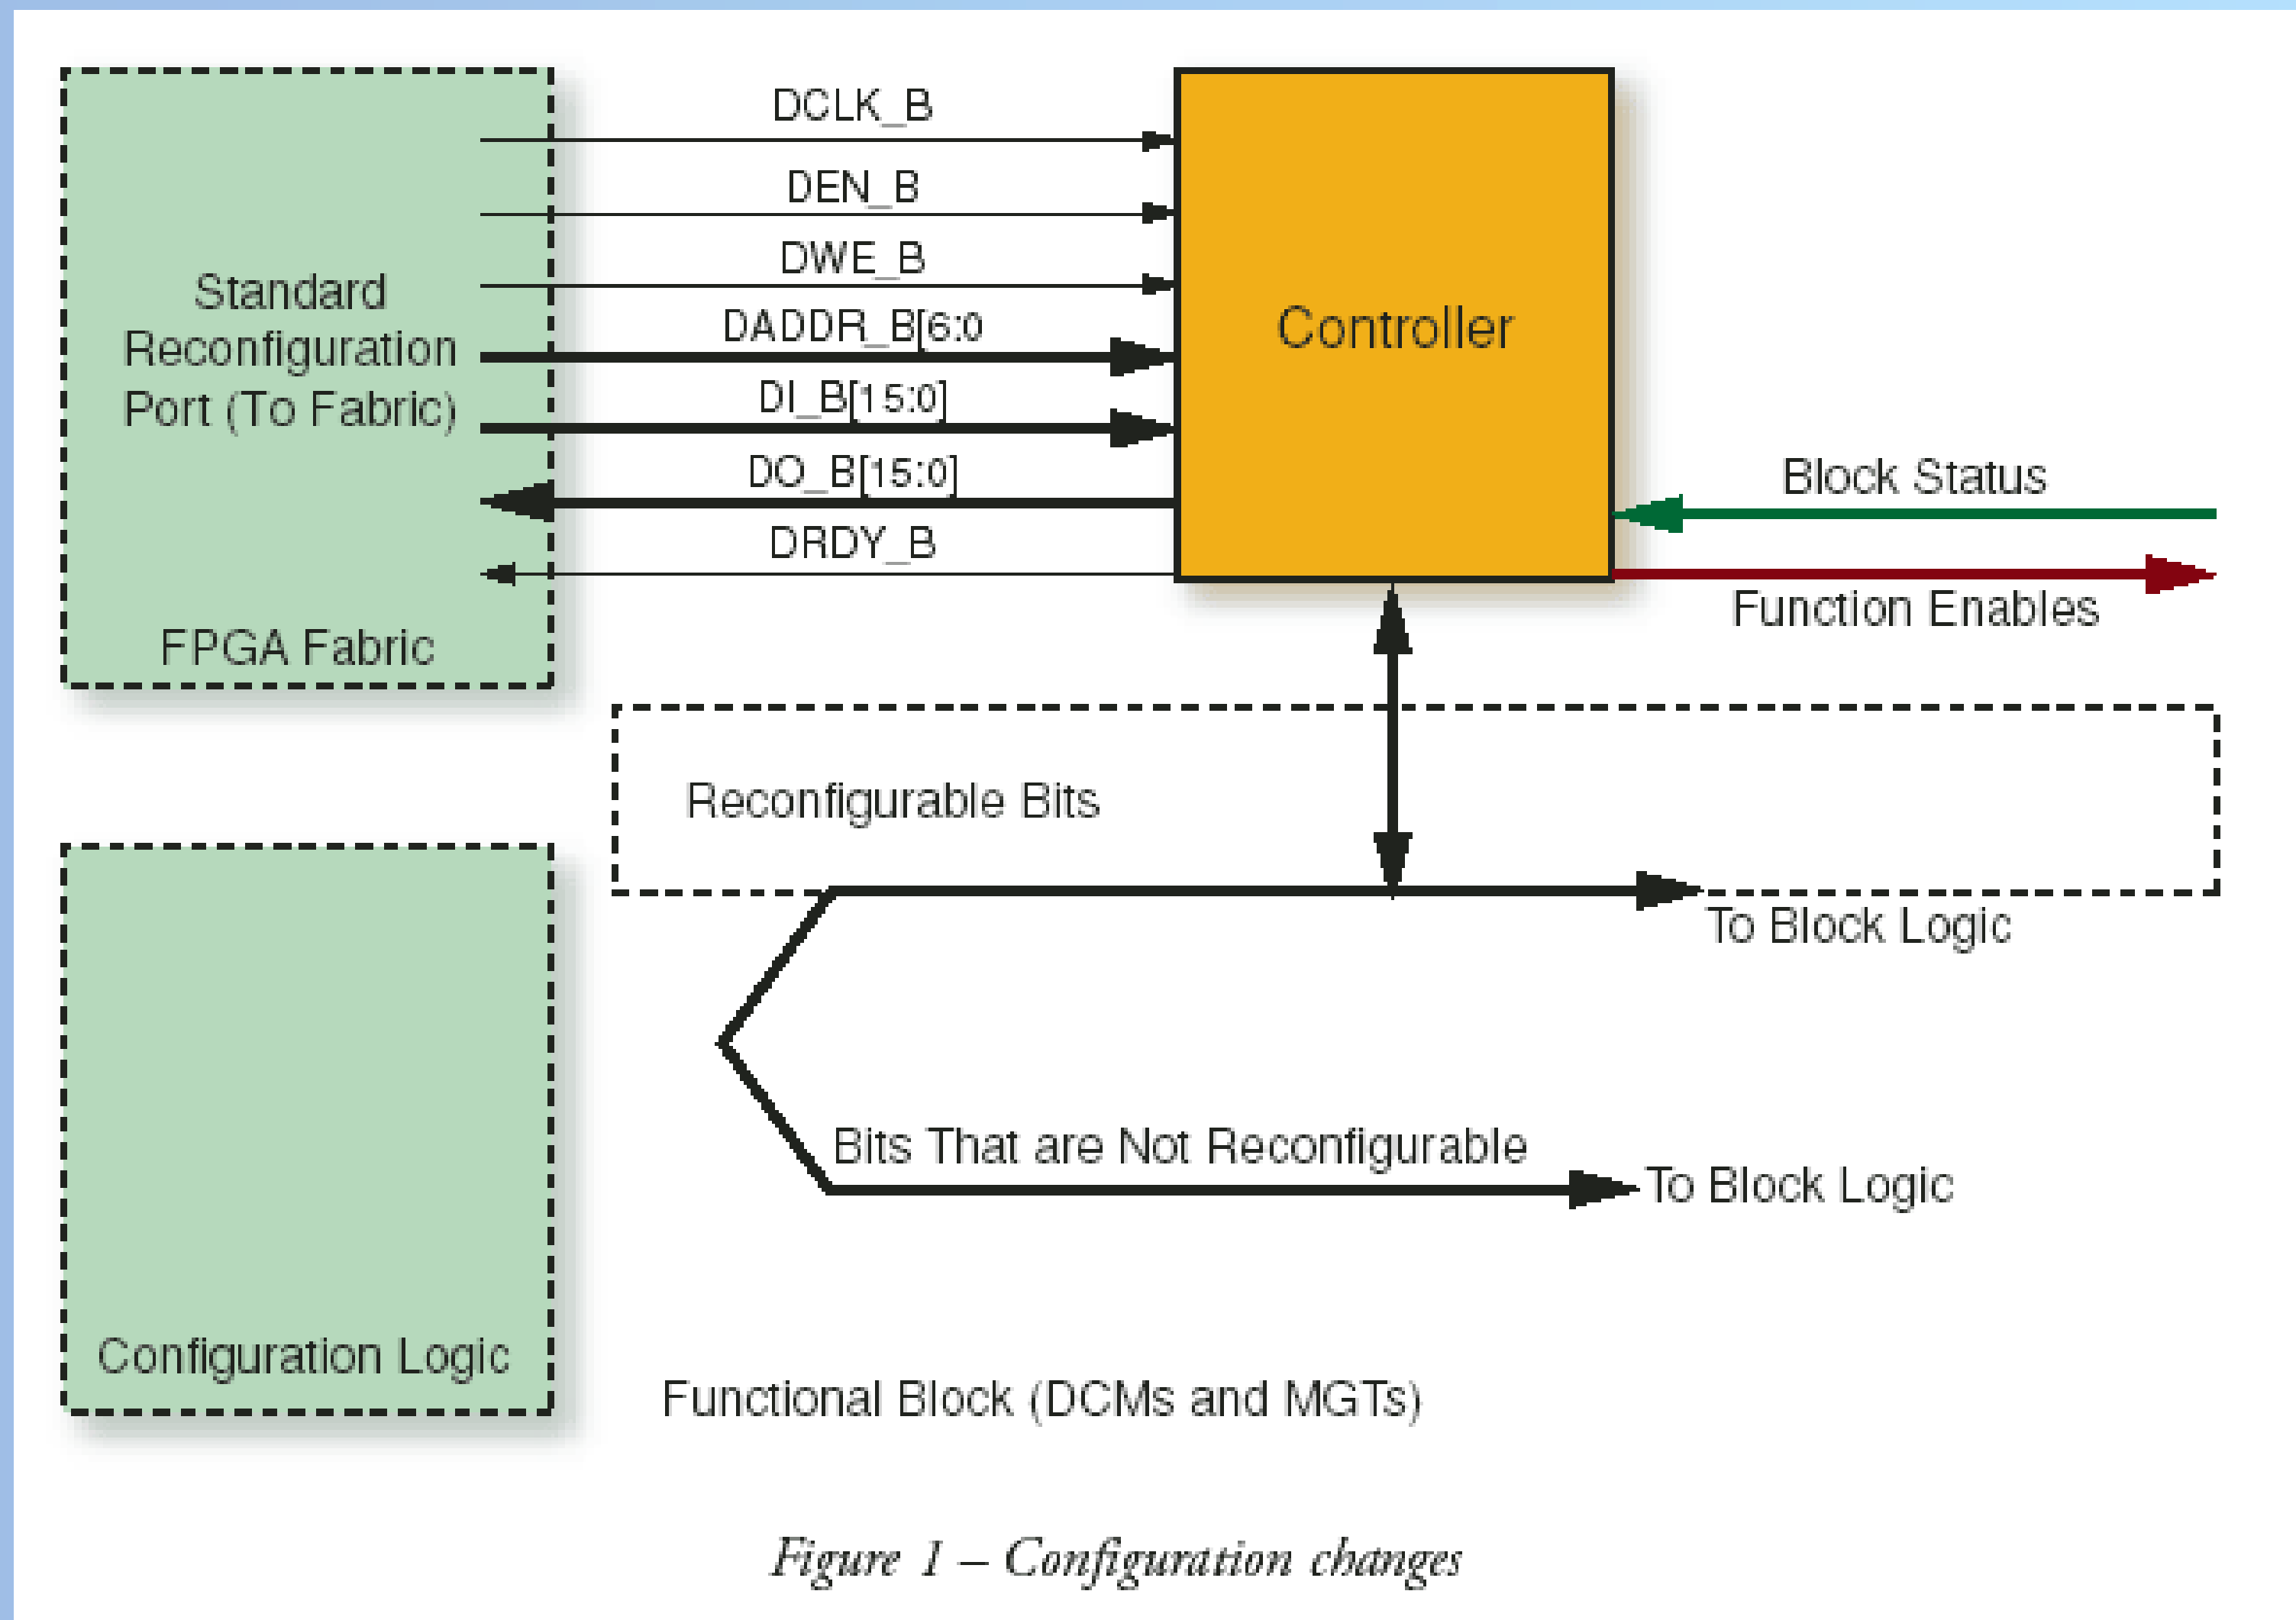 DCLK_B
DEN_B
DWE_B
DADDR_B[6:0
DI_B[15:0]
DO_B[15:0]
DRDY_B
Standard
Reconfiguration
Port (To Fabric)
FPGA Fabric
Controller
Block Status
Function Enables
Reconfigurable Bits
To Block Logic
Bits That are Not Reconfigurable
To Block Logic
Configuration Logic
Functional Block (DCMs and MGTs)
Figure 1 – Configuration changes